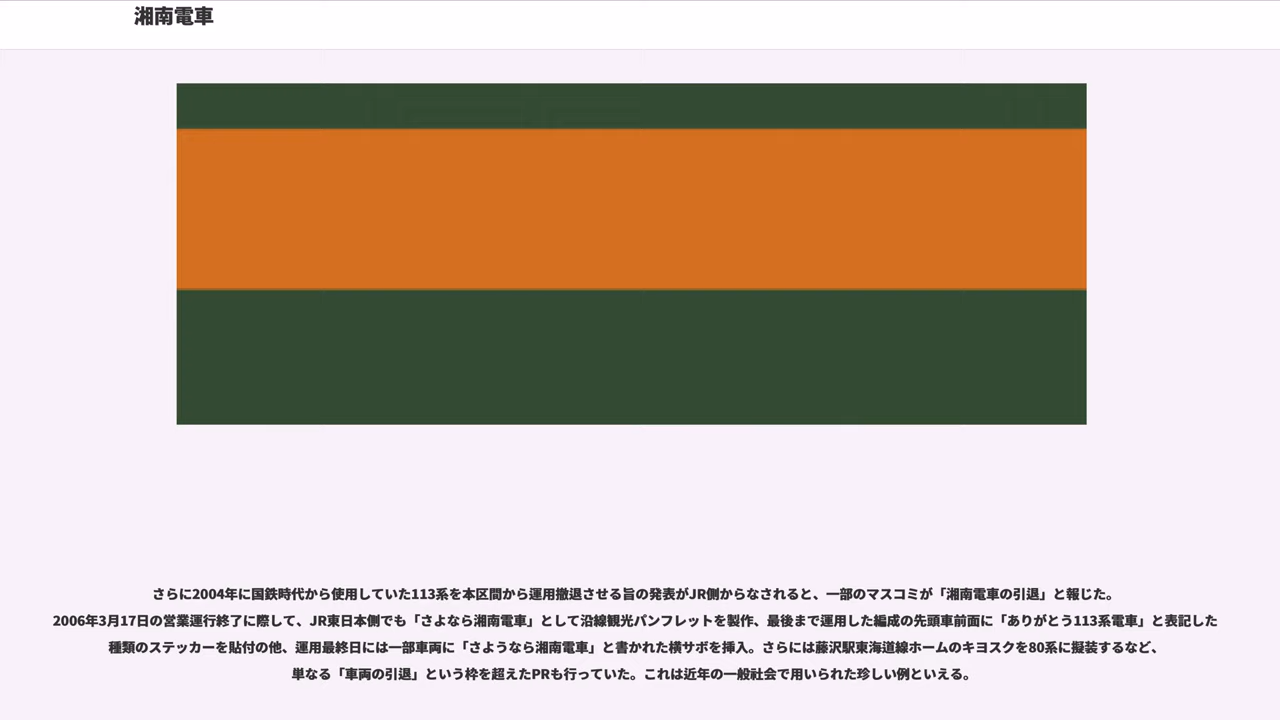 湘南電車
さらに2004年に国鉄時代から使用していた113系を本区間から運用撤退させる旨の発表がJR側からなされると、一部のマスコミが「湘南電車の引退」と報じた。
2006年3月17日の営業運行終了に際して、JR東日本側でも「さよなら湘南電車」として沿線観光パンフレットを製作、最後まで運用した編成の先頭車前面に「ありがとう113系電車」と表記した
種類のステッカーを貼付の他、運用最終日には一部車両に「さようなら湘南電車」と書かれた横サボを挿入。さらには藤沢駅東海道線ホームのキヨスクを80系に擬装するなど、
単なる「車両の引退」という枠を超えたPRも行っていた。これは近年の一般社会で用いられた珍しい例といえる。